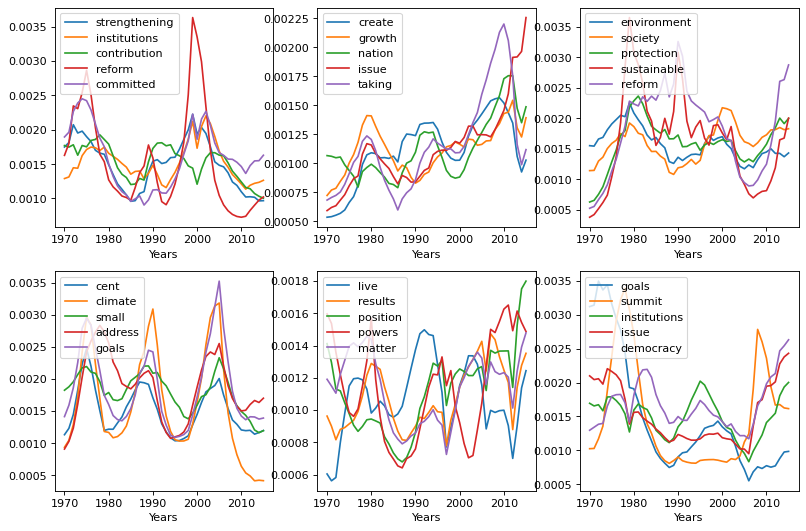 0.0035
0.0030
0.0025
0.0020
0.0015
0.0010
strengthening
institutions
contribution
reform
committed
1970 1980 1990 2000 2010
Years
0.00225
0.00200
0.00175
0.00150
0.00125
0.00100
0.00075
0.00050
create
growth
nation
issue
taking
1970 1980 1990 2000 2010
Years
0.0035
0.0030
0.0025
0.0020
0.0015
0.0010
0.0005
environment
society
protection
sustainable
reform
1970 1980 1990 2000 2010
Years
0.0035
0.0030
0.0025
0.0020
0.0015
0.0010
0.0005
cent
climate
small
address
goals
1970 1980 1990 2000 2010
Years
0.0018
0.0016
0.0014
0.0012
0.0010
0.0008
0.0006
live
results
position
powers
matter
1970 1980 1990 2000 2010
Years
0.0035
0.0030
0.0025
0.0020
0.0015
0.0010
0.0005
goals
summit
institutions
issue
democracy
1970 1980 1990 2000 2010
Years